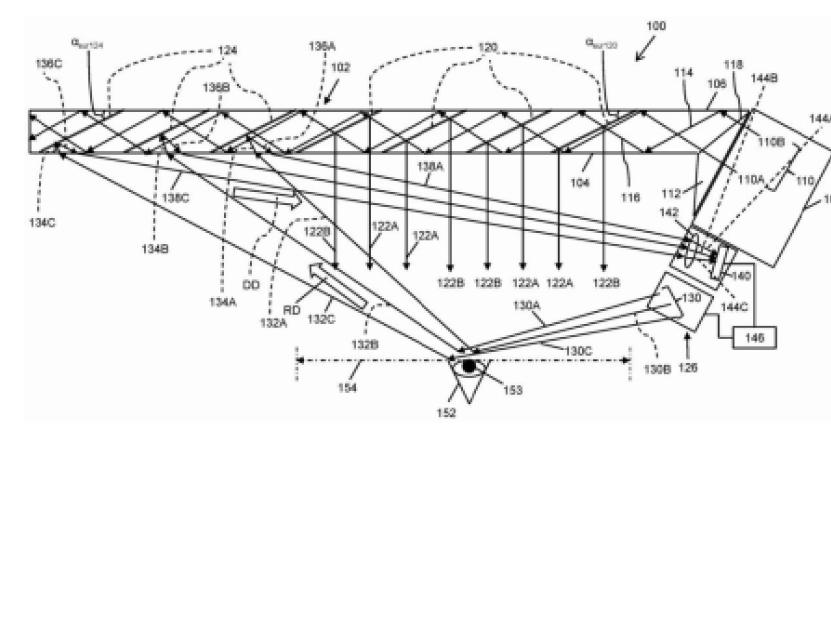 100
α_sur124
124
136A
120
α_sur120
118
136C
102
114
106
144B
136B
144A
110B
138A
104
116
112
110A
110
138C
142
134C
122B
122A
122A
134B
DD
122B
122B
122A
122A
122B
140
134A
RD
130A
130
144C
132A
132C
146
132B
130C
130B
126
154
153
152